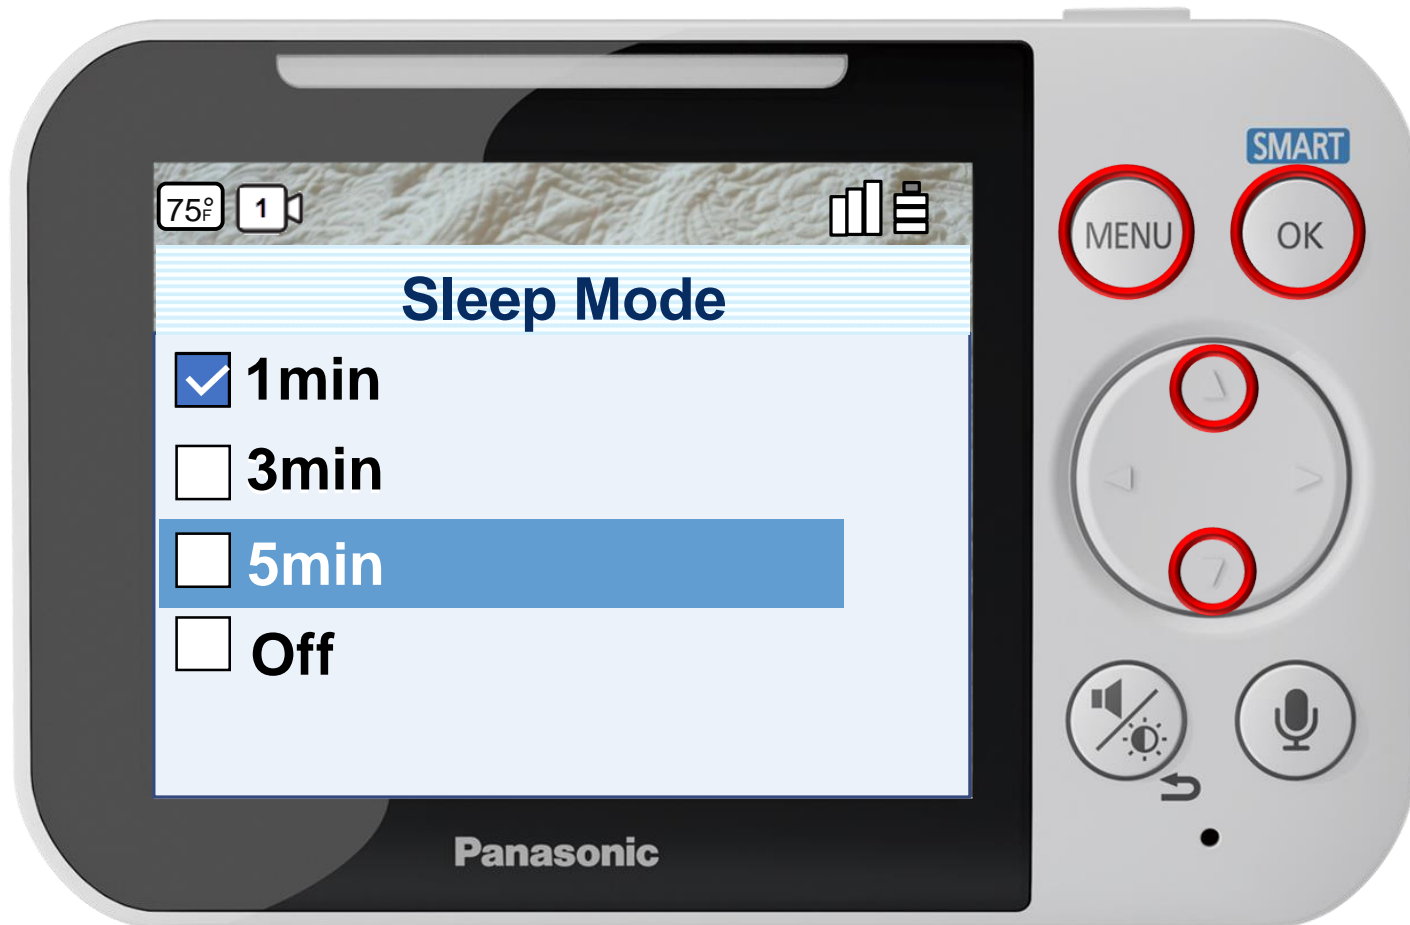 SMART
75°F 1
MENU OK
Sleep Mode
1min
3min
5min
Off
Panasonic